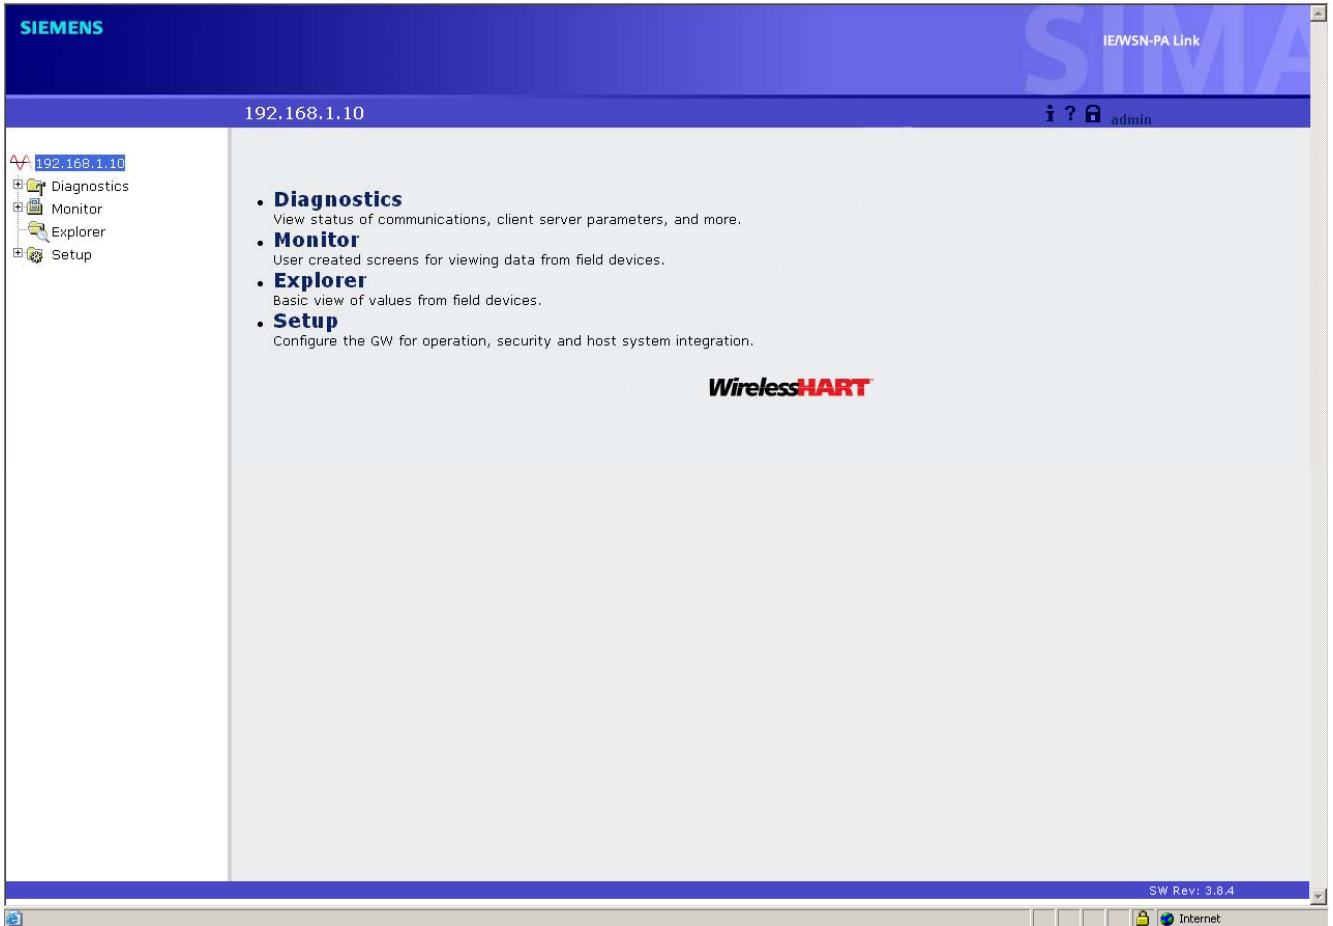 SIEMENS
SIMA
IE/WSN-PA Link
192.168.1.10
i ? admin
192.168.1.10
Diagnostics
Monitor
Explorer
Setup
• Diagnostics
View status of communications, client server parameters, and more.
• Monitor
User created screens for viewing data from field devices.
• Explorer
Basic view of values from field devices.
• Setup
Configure the GW for operation, security and host system integration.
WirelessHART
SW Rev: 3.8.4
Internet